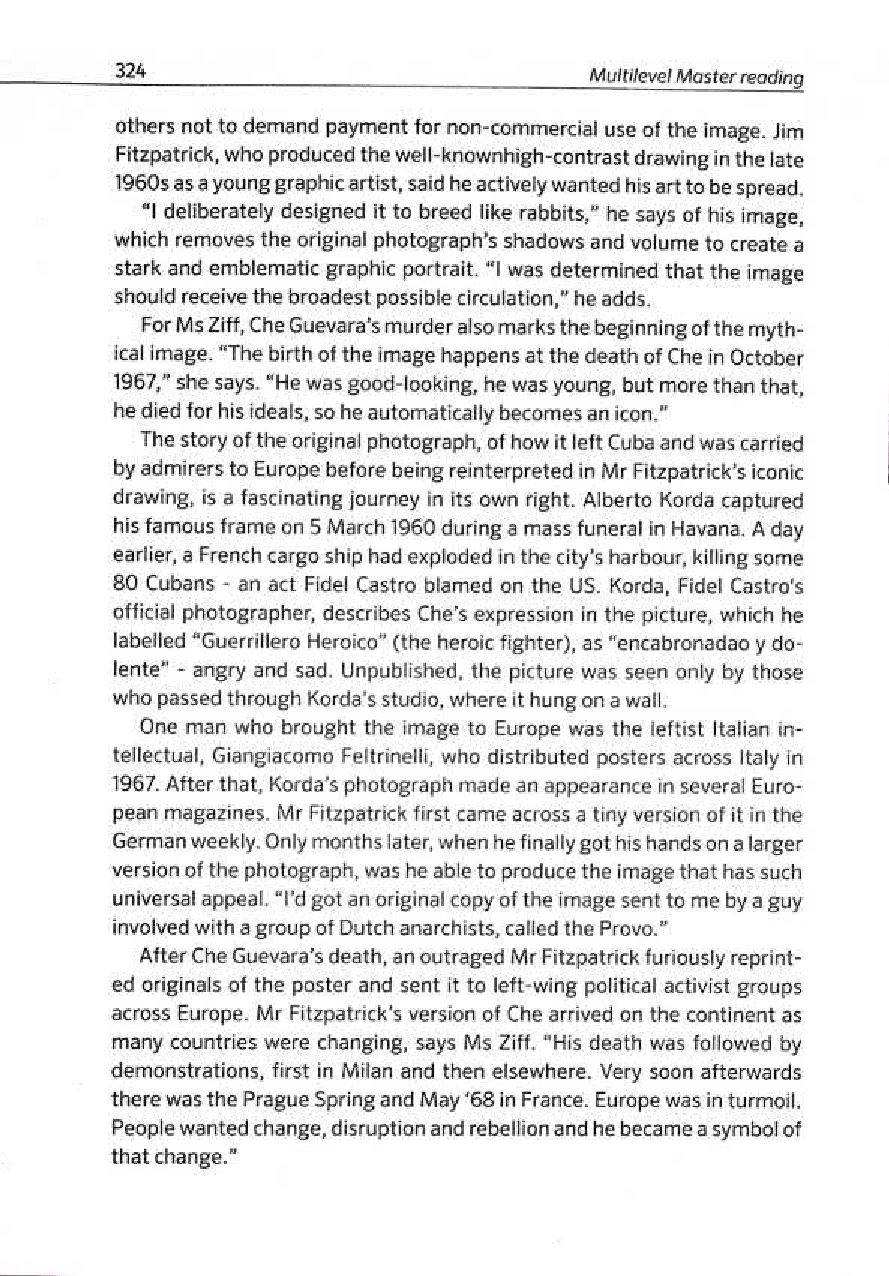 324
Multilevel Master reading
others not to demand payment for non-commercial use of the image. Jim
Fitzpatrick, who produced the well-knownhigh-contrast drawing in the late
1960s as a young graphic artist, said he actively wanted his art to be spread.
"I deliberately designed it to breed like rabbits," he says of his image,
which removes the original photograph's shadows and volume to create a
stark and emblematic graphic portrait. "I was determined that the image
should receive the broadest possible circulation," he adds.
For Ms Ziff, Che Guevara's murder also marks the beginning of the myth-
ical image. "The birth of the image happens at the death of Che in October
1967," she says. "He was good-looking, he was young, but more than that,
he died for his ideals, so he automatically becomes an icon."
The story of the original photograph, of how it left Cuba and was carried
by admirers to Europe before being reinterpreted in Mr Fitzpatrick's iconic
drawing, is a fascinating journey in its own right. Alberto Korda captured
his famous frame on 5 March 1960 during a mass funeral in Havana. A day
earlier, a French cargo ship had exploded in the city's harbour, killing some
80 Cubans - an act Fidel Castro blamed on the US. Korda, Fidel Castro's
official photographer, describes Che's expression in the picture, which he
labelled "Guerrillero Heroico" (the heroic fighter), as "encabronadao y do-
lente" - angry and sad. Unpublished, the picture was seen only by those
who passed through Korda's studio, where it hung on a wall.
One man who brought the image to Europe was the leftist Italian in-
tellectual, Giangiacomo Feltrinelli, who distributed posters across Italy in
1967. After that, Korda's photograph made an appearance in several Euro-
pean magazines. Mr Fitzpatrick first came across a tiny version of it in the
German weekly. Only months later, when he finally got his hands on a larger
version of the photograph, was he able to produce the image that has such
universal appeal. "I'd got an original copy of the image sent to me by a guy
involved with a group of Dutch anarchists, called the Provo."
After Che Guevara's death, an outraged Mr Fitzpatrick furiously reprint-
ed originals of the poster and sent it to left-wing political activist groups
across Europe. Mr Fitzpatrick's version of Che arrived on the continent as
many countries were changing, says Ms Ziff. "His death was followed by
demonstrations, first in Milan and then elsewhere. Very soon afterwards
there was the Prague Spring and May '68 in France. Europe was in turmoil.
People wanted change, disruption and rebellion and he became a symbol of
that change."